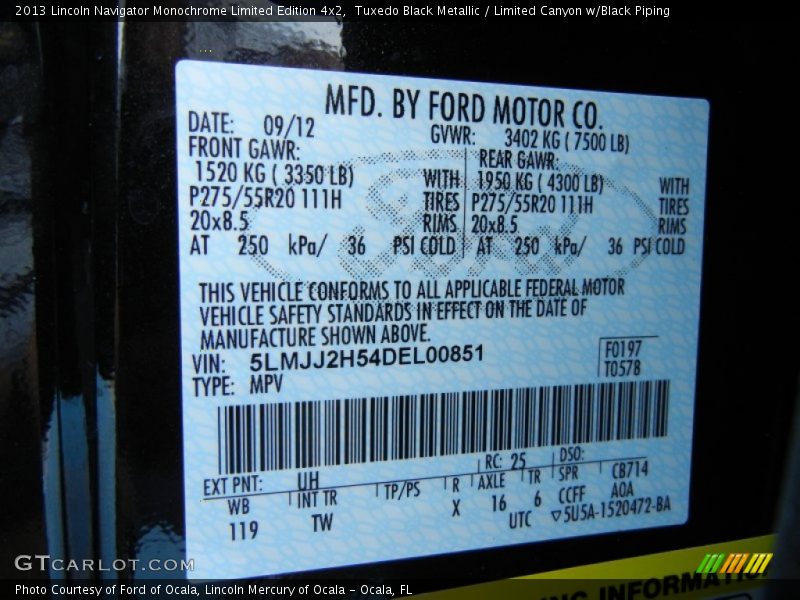 2013 Lincoln Navigator Monochrome Limited Edition 4x2,  Tuxedo Black Metallic / Limited Canyon w/Black Piping
MFD. BY FORD MOTOR CO.
DATE: 09/12 GVWR: 3402 KG ( 7500 LB)
FRONT GAWR: REAR GAWR:
1520 KG ( 3350 LB) WITH 1950 KG ( 4300 LB) WITH
P275/55R20 111H TIRES P275/55R20 111H TIRES
20x8.5 RIMS 20x8.5 RIMS
AT 250 kPa/ 36 PSI COLD AT 250 kPa/ 36 PSI COLD
THIS VEHICLE CONFORMS TO ALL APPLICABLE FEDERAL MOTOR
VEHICLE SAFETY STANDARDS IN EFFECT ON THE DATE OF
MANUFACTURE SHOWN ABOVE.
VIN: 5LMJJ2H54DEL00851 F0197
TYPE: MPV T0578
EXT PNT: UH RC: 25 DSO:
WB INT TR TP/PS R AXLE TR SPR CB714
119 TW X 16 6 CCFF AOA
UTC ▽5U5A-1520472-BA
GTCARLOT.COM
NG INFORMATION
Photo Courtesy of Ford of Ocala, Lincoln Mercury of Ocala - Ocala, FL